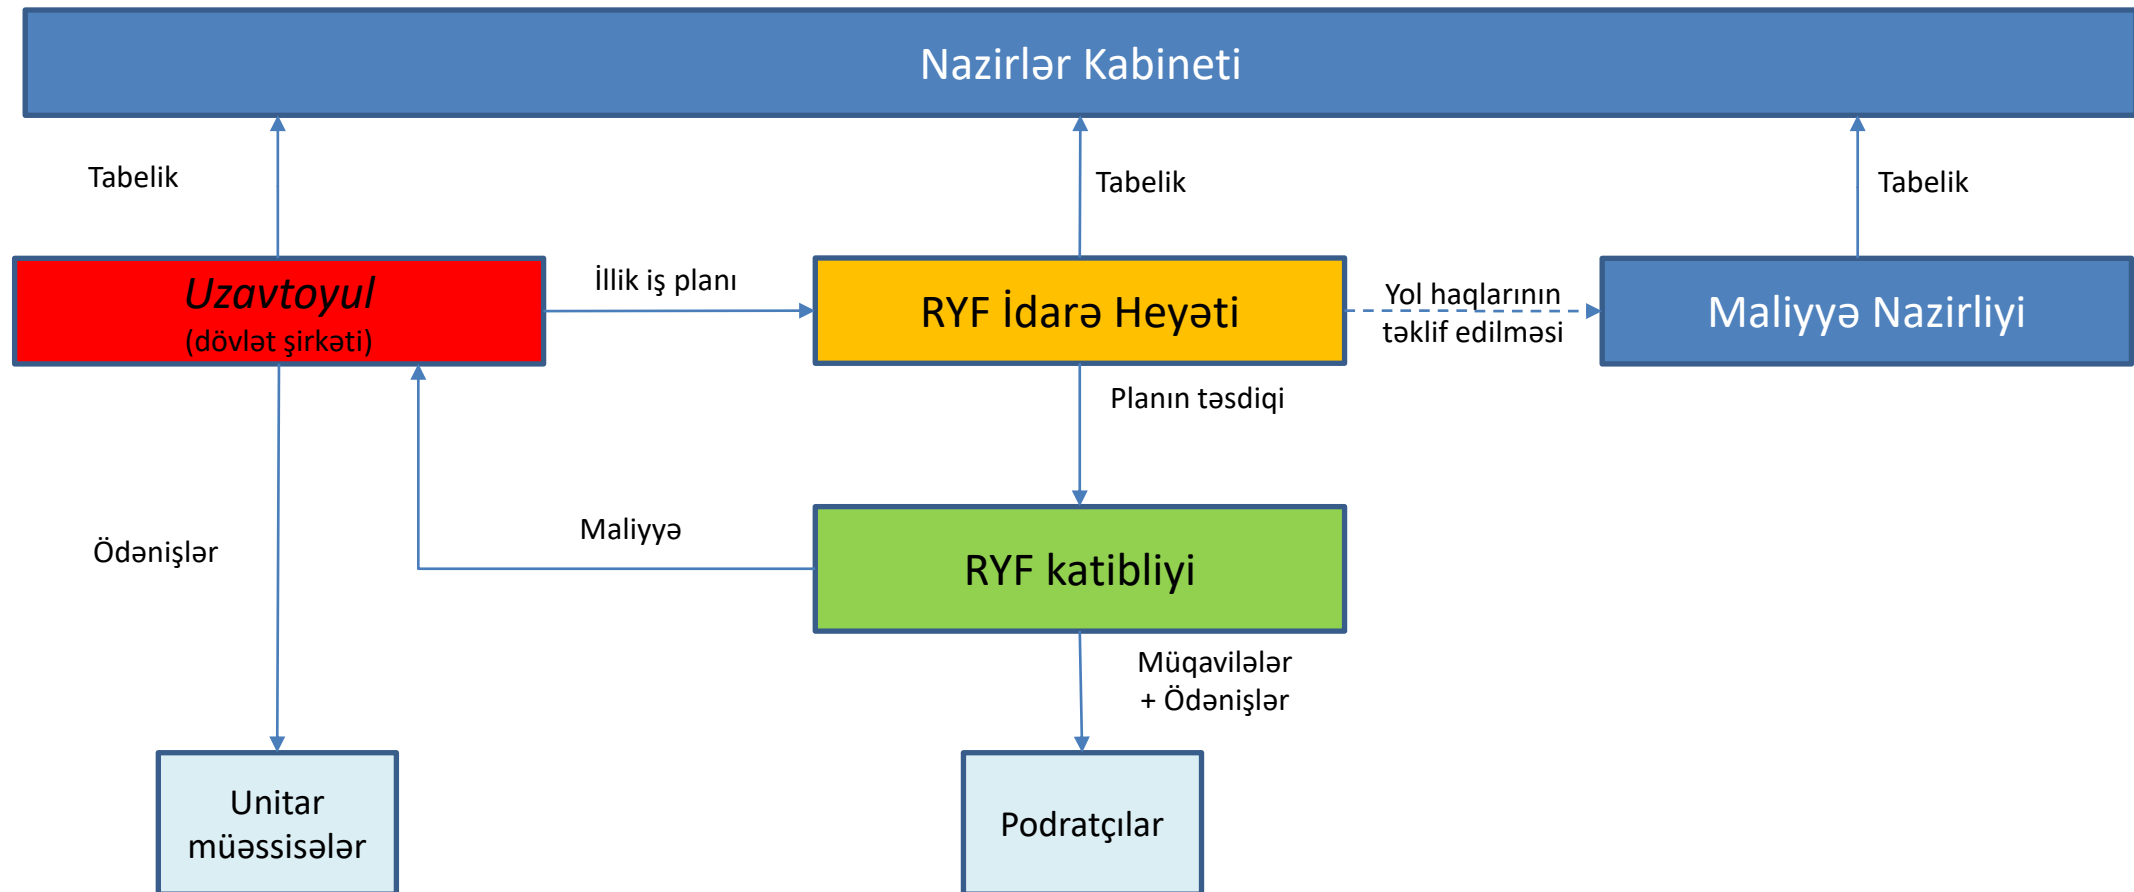 Nazirlər Kabineti
Tabelik
Tabelik
Tabelik
Uzavtoyul
(dövlət şirkəti)
İllik iş planı
RYF İdarə Heyəti
Yol haqlarının
təklif edilməsi
Maliyyə Nazirliyi
Planın təsdiqi
Ödənişlər
Maliyyə
RYF katibliyi
Müqavilələr
+ Ödənişlər
Unitar
müəssisələr
Podratçılar